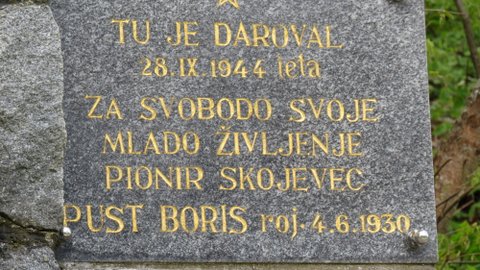 TU JE DAROVAL
28.IX.1944 leta
ZA SVOBODO SVOJE
MLADO ŽIVLJENJE
PIONIR SKOJEVEC
PUST BORIS roj. 4.6.1930